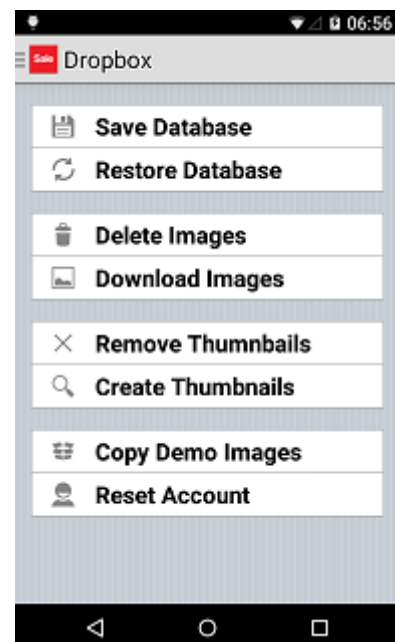 06:56
Sale Dropbox
Save Database
Restore Database
Delete Images
Download Images
Remove Thumnbails
Create Thumbnails
Copy Demo Images
Reset Account